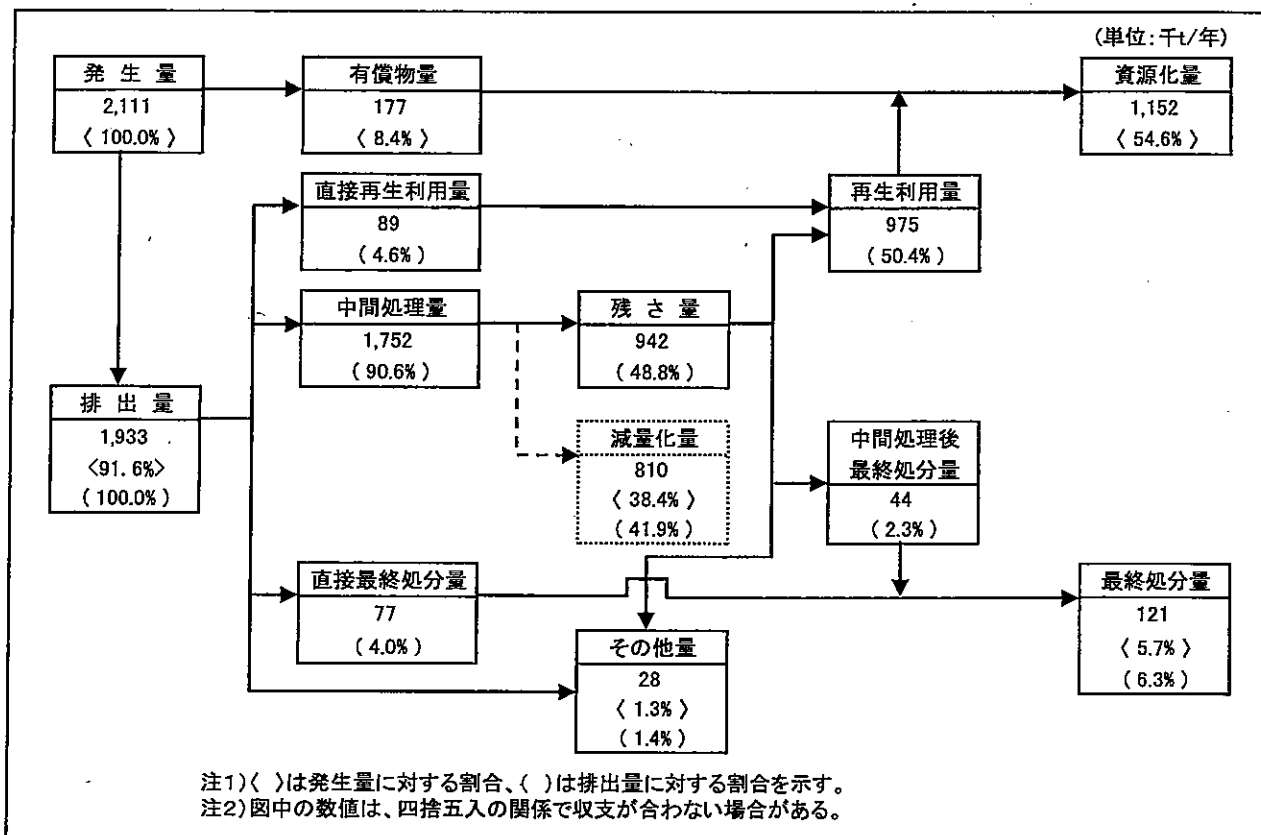 (単位:千t/年)
発 生 量
2,111
〈 100.0% 〉
有償物量
177
〈 8.4% 〉
資源化量
1,152
〈 54.6% 〉
直接再生利用量
89
( 4.6% )
再生利用量
975
( 50.4% )
中間処理量
1,752
( 90.6% )
残 さ 量
942
( 48.8% )
排 出 量
1,933
〈91. 6%〉
( 100.0% )
減量化量
810
〈 38.4% 〉
( 41.9% )
中間処理後
最終処分量
44
( 2.3% )
直接最終処分量
77
( 4.0% )
最終処分量
121
〈 5.7% 〉
( 6.3% )
その他量
28
〈 1.3% 〉
( 1.4% )
注1)〈 〉は発生量に対する割合、( )は排出量に対する割合を示す。
注2)図中の数値は、四捨五入の関係で収支が合わない場合がある。